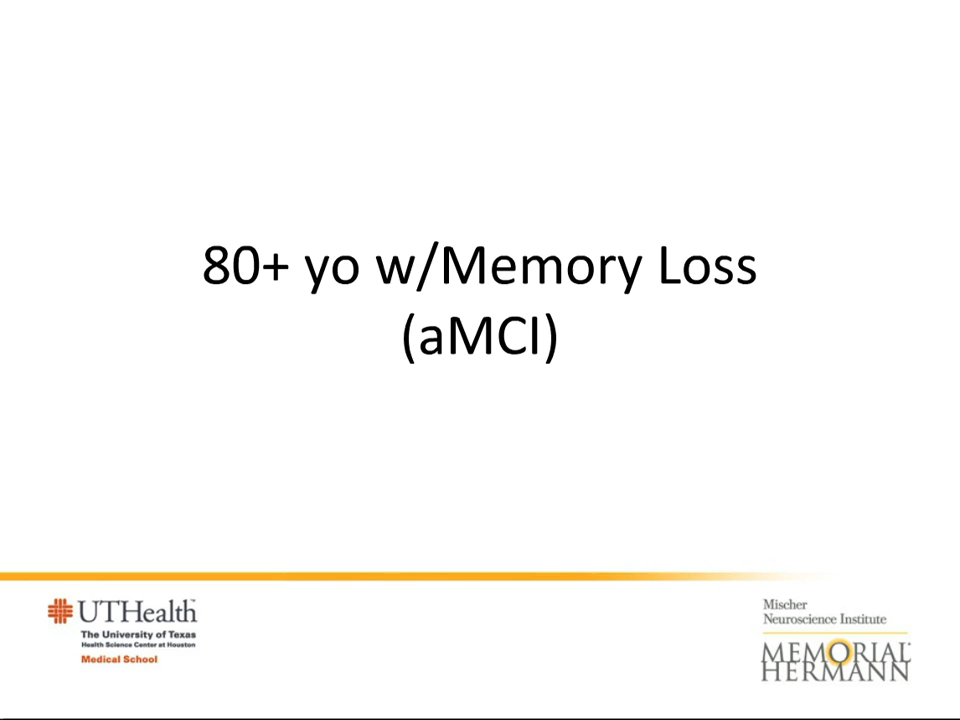 80+ yo w/Memory Loss
(aMCI)
UTHealth™
The University of Texas
Health Science Center at Houston
Medical School
Mischer
Neuroscience Institute
MEMORIAL
HERMANN